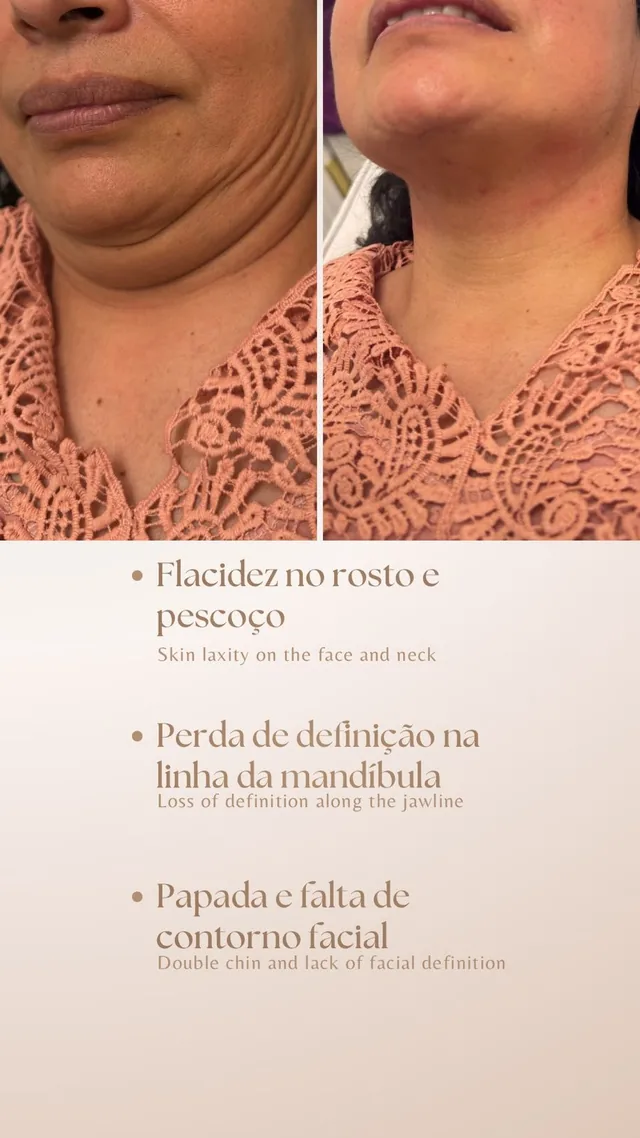 Flacidez no rosto e
pescoço
Skin laxity on the face and neck
Perda de definição na
linha da mandíbula
Loss of definition along the jawline
Papada e falta de
contorno facial
Double chin and lack of facial definition